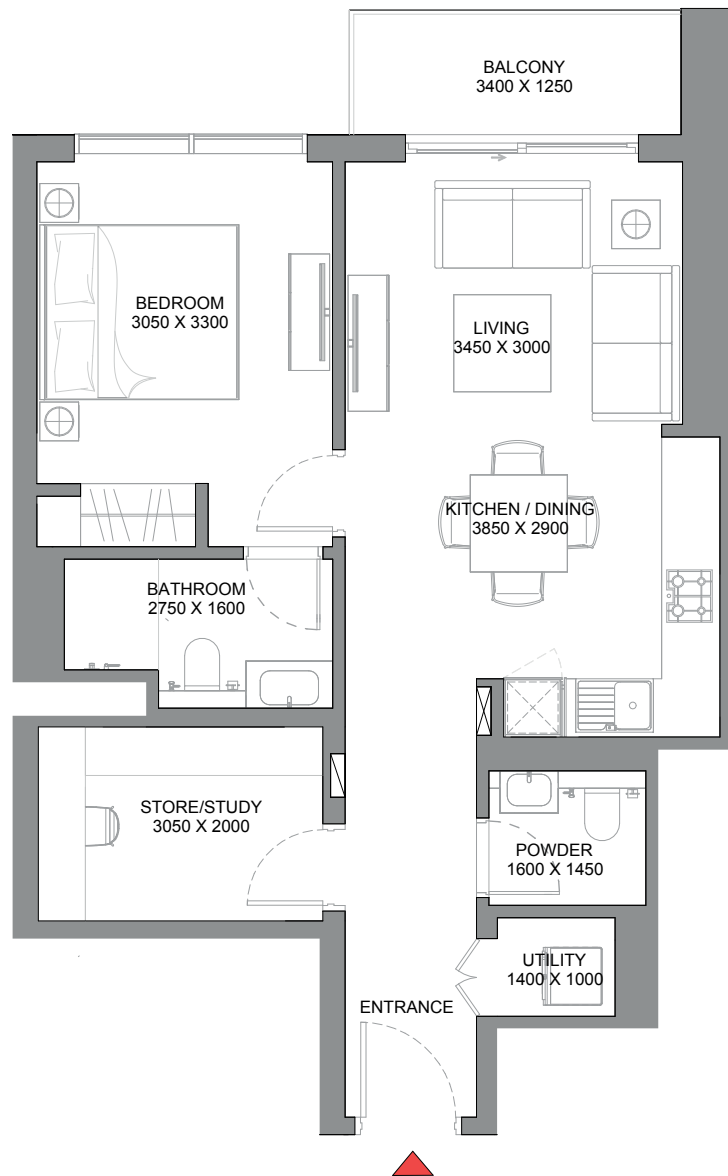 BALCONY
3400 X 1250
BEDROOM
3050 X 3300
LIVING
3450 X 3000
KITCHEN / DINING
3850 X 2900
BATHROOM
2750 X 1600
STORE/STUDY
3050 X 2000
POWDER
1600 X 1450
UTILITY
1400 X 1000
ENTRANCE